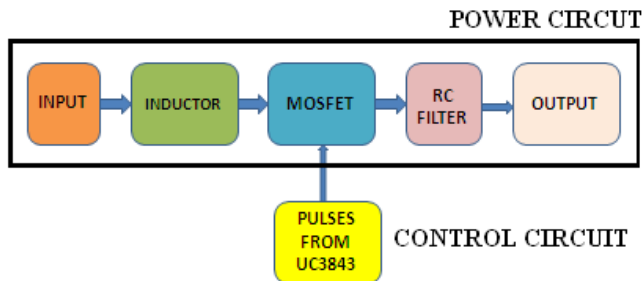 POWER CIRCUT
INPUT
INDUCTOR
MOSFET
RC
FILTER
OUTPUT
PULSES
FROM
UC3843
CONTROL CIRCUIT